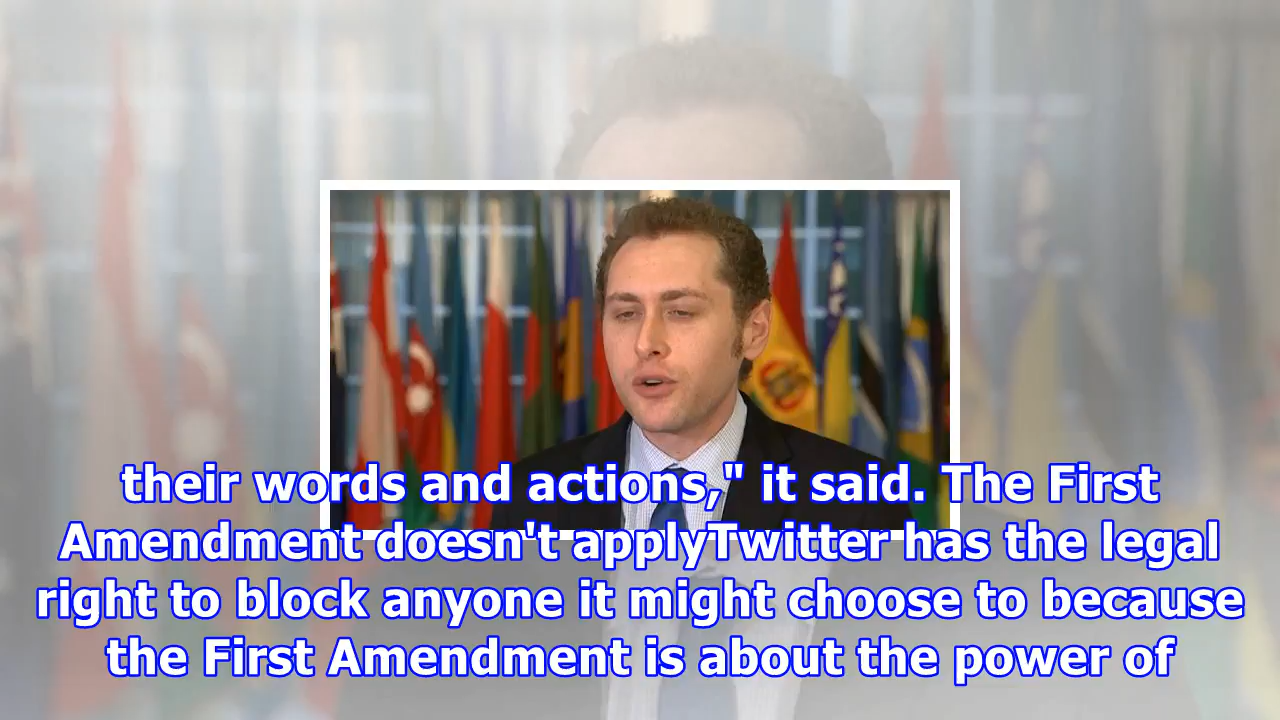 their words and actions," it said. The First
Amendment doesn't applyTwitter has the legal
right to block anyone it might choose to because
the First Amendment is about the power of